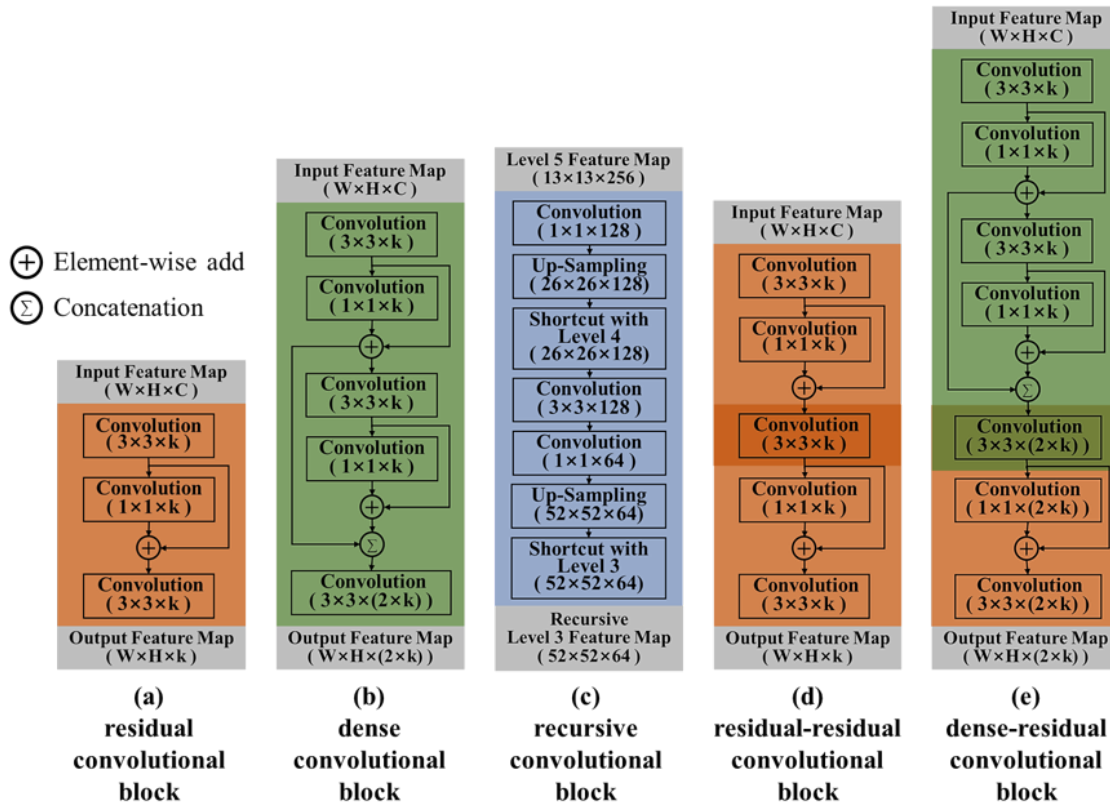 Element-wise add
Concatenation
Input Feature Map
( W×H×C)
Convolution
( 3×3×k )
Convolution
( 1×1×k )
Convolution
( 3×3×k )
Output Feature Map
( W×H×k )
(a)
residual
convolutional
block
Input Feature Map
( W×H×C)
Convolution
( 3×3×k )
Convolution
( 1×1×k )
Convolution
( 3×3×k )
Convolution
( 1×1×k )
Σ
Convolution
( 3×3×(2×k) )
Output Feature Map
( W×H×(2×k) )
(b)
dense
convolutional
block
Level 5 Feature Map
( 13×13×256 )
Convolution
( 1×1×128 )
Up-Sampling
( 26×26×128)
Shortcut with
Level 4
(26×26×128)
Convolution
( 3×3×128 )
Convolution
( 1×1×64 )
Up-Sampling
(52×52×64)
Shortcut with
Level 3
(52×52×64)
Recursive
Level 3 Feature Map
(52×52×64)
(c)
recursive
convolutional
block
Input Feature Map
( W×H×C)
Convolution
( 3×3×k )
Convolution
( 1×1×k )
Convolution
( 3×3×k )
Convolution
( 1×1×k )
Convolution
( 3×3×k )
Output Feature Map
( W×H×k )
(d)
residual-residual
convolutional
block
Input Feature Map
( W×H×C)
Convolution
( 3×3×k )
Convolution
( 1×1×k )
Convolution
( 3×3×k )
Convolution
( 1×1×k )
Σ
Convolution
( 3×3×(2×k) )
Convolution
( 1×1×(2×k) )
Convolution
( 3×3×(2×k) )
Output Feature Map
( W×H×(2×k) )
(e)
dense-residual
convolutional
block